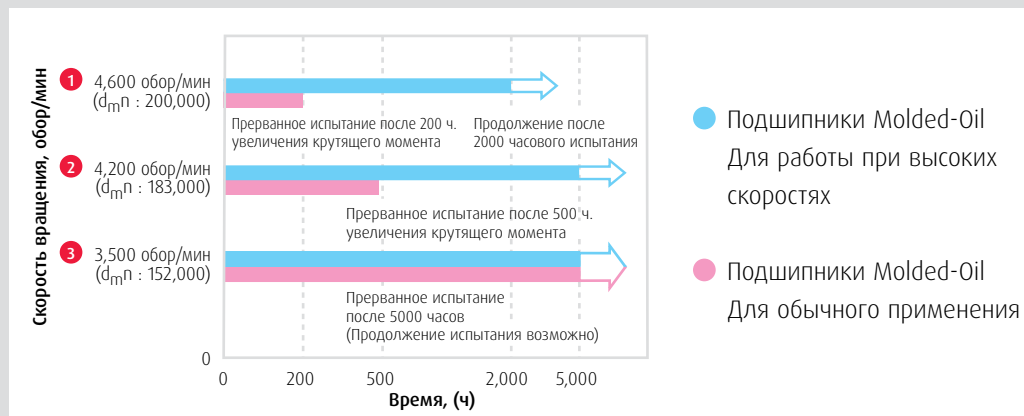 Скорость вращения, обор/мин
1 4,600 обор/мин
(dmn : 200,000)
Прерванное испытание после 200 ч.
увеличения крутящего момента
Продолжение после
2000 часового испытания
2 4,200 обор/мин
(dmn : 183,000)
Прерванное испытание после 500 ч.
увеличения крутящего момента
3 3,500 обор/мин
(dmn : 152,000)
Прерванное испытание
после 5000 часов
(Продолжение испытания возможно)
0
0 200 500 2,000 5,000
Время, (ч)
Подшипники Molded-Oil
Для работы при высоких
скоростях
Подшипники Molded-Oil
Для обычного применения